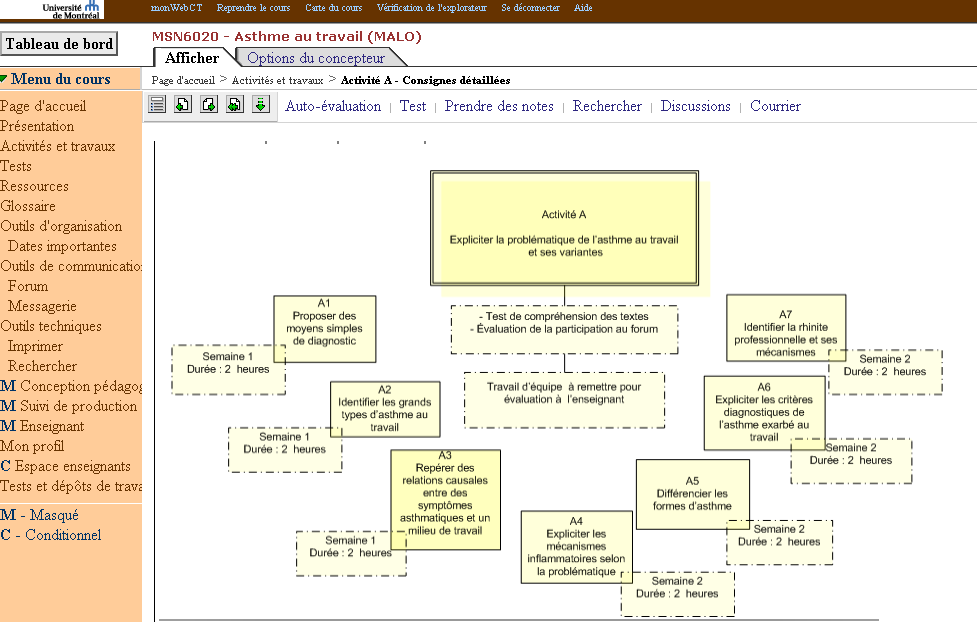 Université
de Montréal
monWebCT Reprendre le cours Carte du cours Vérification de l'explorateur Se déconnecter Aide
Tableau de bord
MSN6020 - Asthme au travail (MALO)
Afficher Options du concepteur
Menu du cours
Page d'accueil > Activités et travaux > Activité A - Consignes détaillées
Auto-évaluation | Test | Prendre des notes | Rechercher | Discussions | Courrier
Page d'accueil
Présentation
Activités et travaux
Tests
Ressources
Glossaire
Outils d'organisation
Dates importantes
Outils de communicatio
Forum
Messagerie
Outils techniques
Imprimer
Rechercher
M Conception pédagog
M Suivi de production
M Enseignant
Mon profil
C Espace enseignants
Tests et dépôts de trava
M - Masqué
C - Conditionnel
Activité A
Expliciter la problématique de l'asthme au travail
et ses variantes
- Test de compréhension des textes
- Évaluation de la participation au forum
Travail d'équipe à remettre pour
évaluation à l'enseignant
A1
Proposer des
moyens simples
de diagnostic
Semaine 1
Durée : 2 heures
A2
Identifier les grands
types d'asthme au
travail
Semaine 1
Durée : 2 heures
A3
Repérer des
relations causales
entre des
symptômes
asthmatiques et un
milieu de travail
Semaine 1
Durée : 2 heures
A4
Expliciter les
mécanismes
inflammatoires selon
la problématique
Semaine 2
Durée : 2 heures
A5
Différencier les
formes d'asthme
Semaine 2
Durée : 2 heures
A6
Expliciter les critères
diagnostiques de
l'asthme exarbé au
travail
Semaine 2
Durée : 2 heures
A7
Identifier la rhinite
professionnelle et ses
mécanismes
Semaine 2
Durée : 2 heures